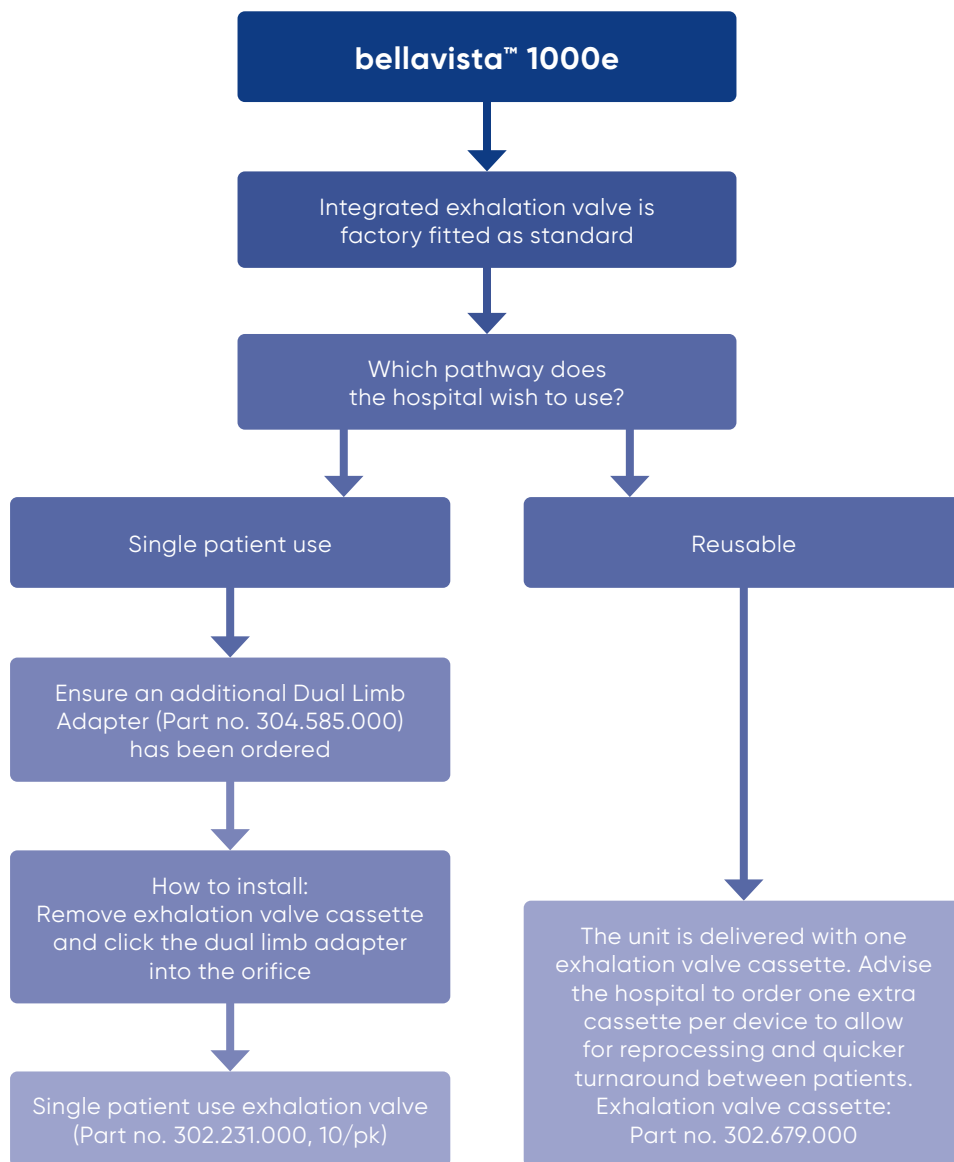 bellavista™ 1000e
Integrated exhalation valve is
factory fitted as standard
Which pathway does
the hospital wish to use?
Single patient use
Reusable
Ensure an additional Dual Limb
Adapter (Part no. 304.585.000)
has been ordered
How to install:
Remove exhalation valve cassette
and click the dual limb adapter
into the orifice
Single patient use exhalation valve
(Part no. 302.231.000, 10/pk)
The unit is delivered with one
exhalation valve cassette. Advise
the hospital to order one extra
cassette per device to allow
for reprocessing and quicker
turnaround between patients.
Exhalation valve cassette:
Part no. 302.679.000